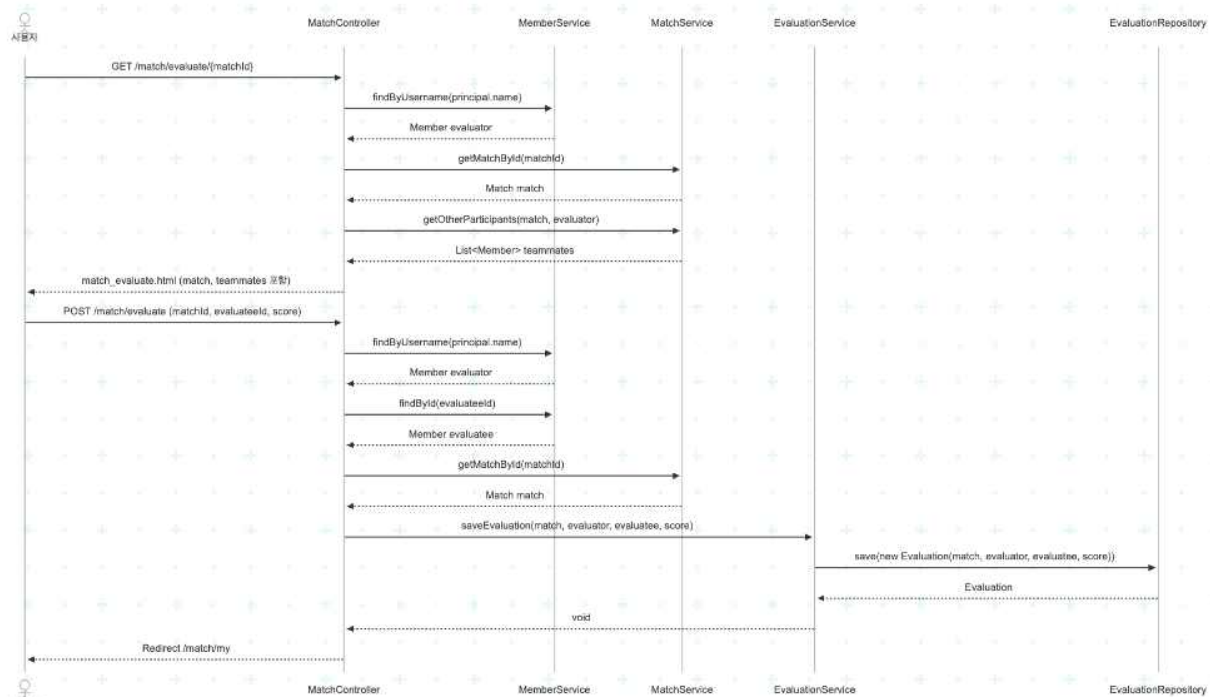 MatchController MemberService MatchService EvaluationService EvaluationRepository
사용자
GET /match/evaluate/{matchId}
findByUsername(principal.name)
Member evaluator
getMatchById(matchId)
Match match
getOtherParticipants(match, evaluator)
List<Member> teammates
match_evaluate.html (match, teammates 포함)
POST /match/evaluate (matchId, evaluateeId, score)
findByUsername(principal.name)
Member evaluator
findById(evaluateeId)
Member evaluatee
getMatchById(matchId)
Match match
saveEvaluation(match, evaluator, evaluatee, score)
save(new Evaluation(match, evaluator, evaluatee, score))
Evaluation
void
Redirect /match/my
MatchController MemberService MatchService EvaluationService EvaluationRepository